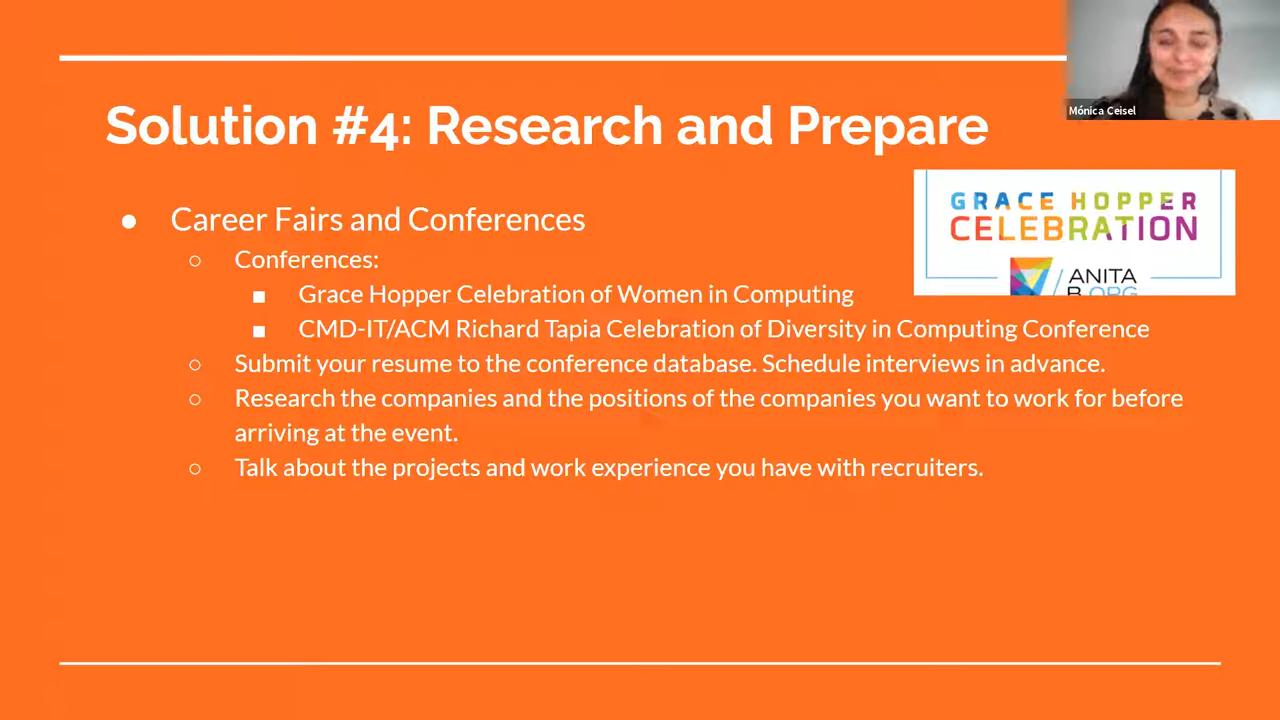 Solution #4: Research and Prepare
Mónica Ceisel
GRACE HOPPER
CELEBRATION
ANITA
B.ORG
● Career Fairs and Conferences
○ Conferences:
■ Grace Hopper Celebration of Women in Computing
■ CMD-IT/ACM Richard Tapia Celebration of Diversity in Computing Conference
○ Submit your resume to the conference database. Schedule interviews in advance.
○ Research the companies and the positions of the companies you want to work for before
arriving at the event.
○ Talk about the projects and work experience you have with recruiters.